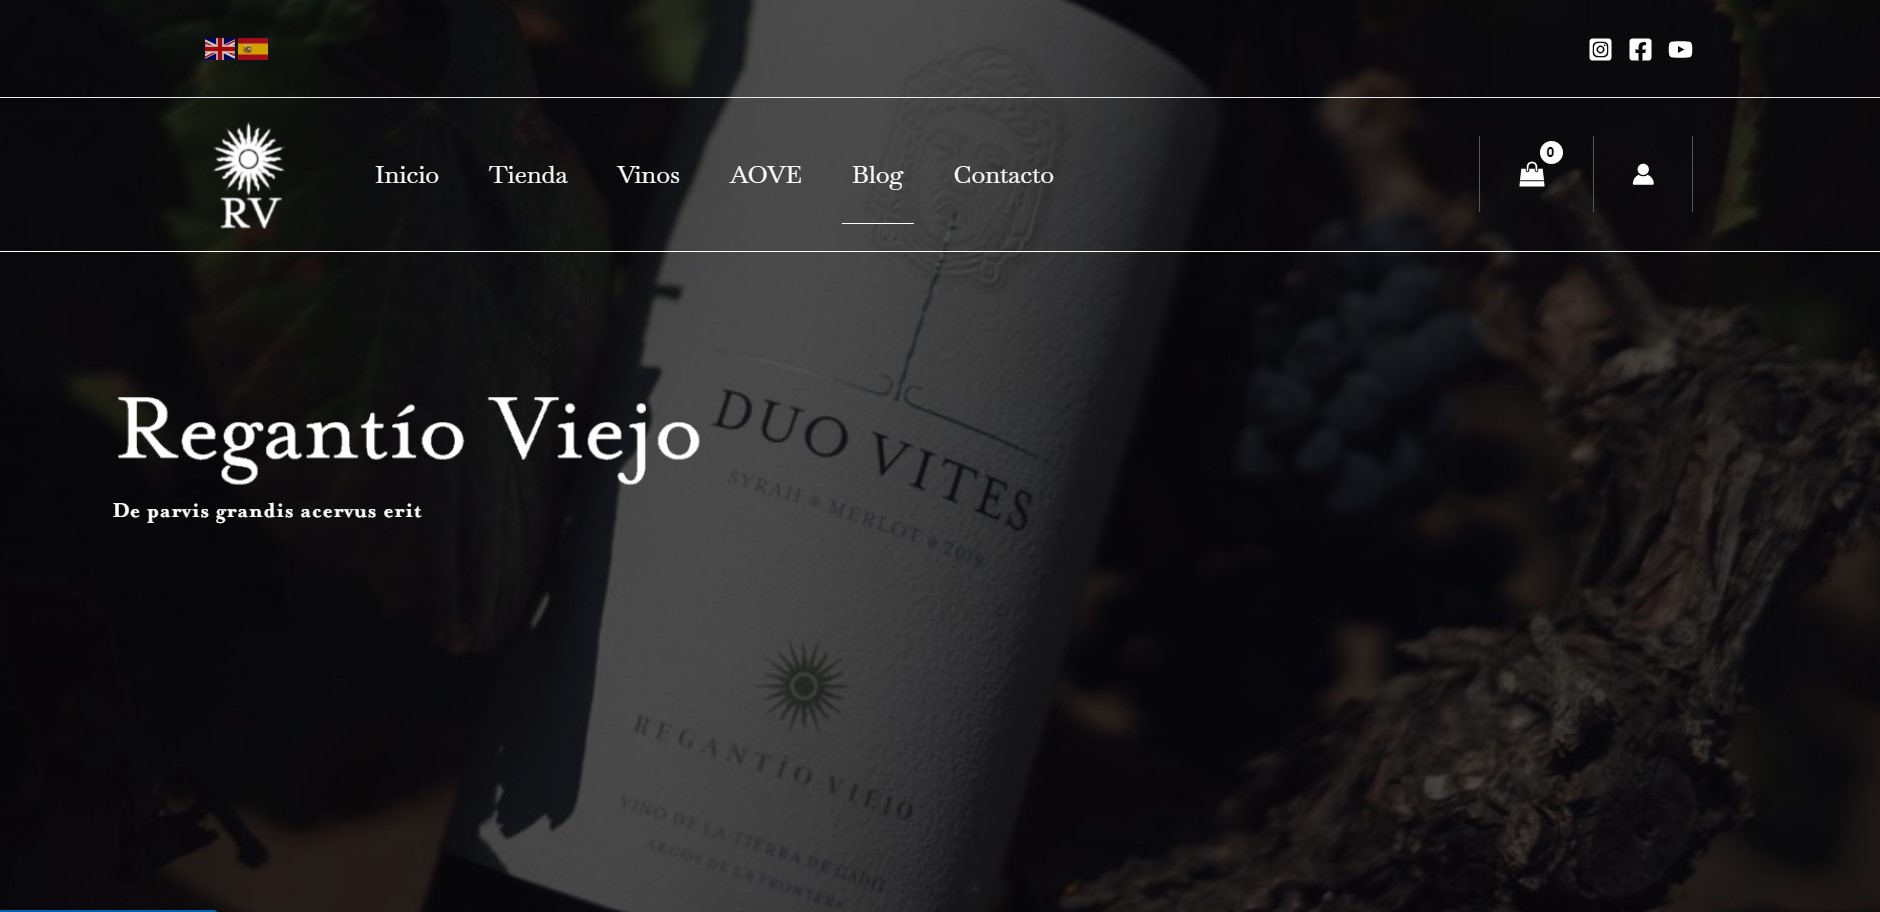 0
RV
Inicio
Tienda
Vinos
AOVE
Blog
Contacto
Regantío Viejo
De parvis grandis acervus erit
DUO VITES
SYRAH MERLOT 2019
REGANTÍO VIEJO
VINO DE LA TIERRA DE CADIZ
ARCOS DE LA FRONTERA